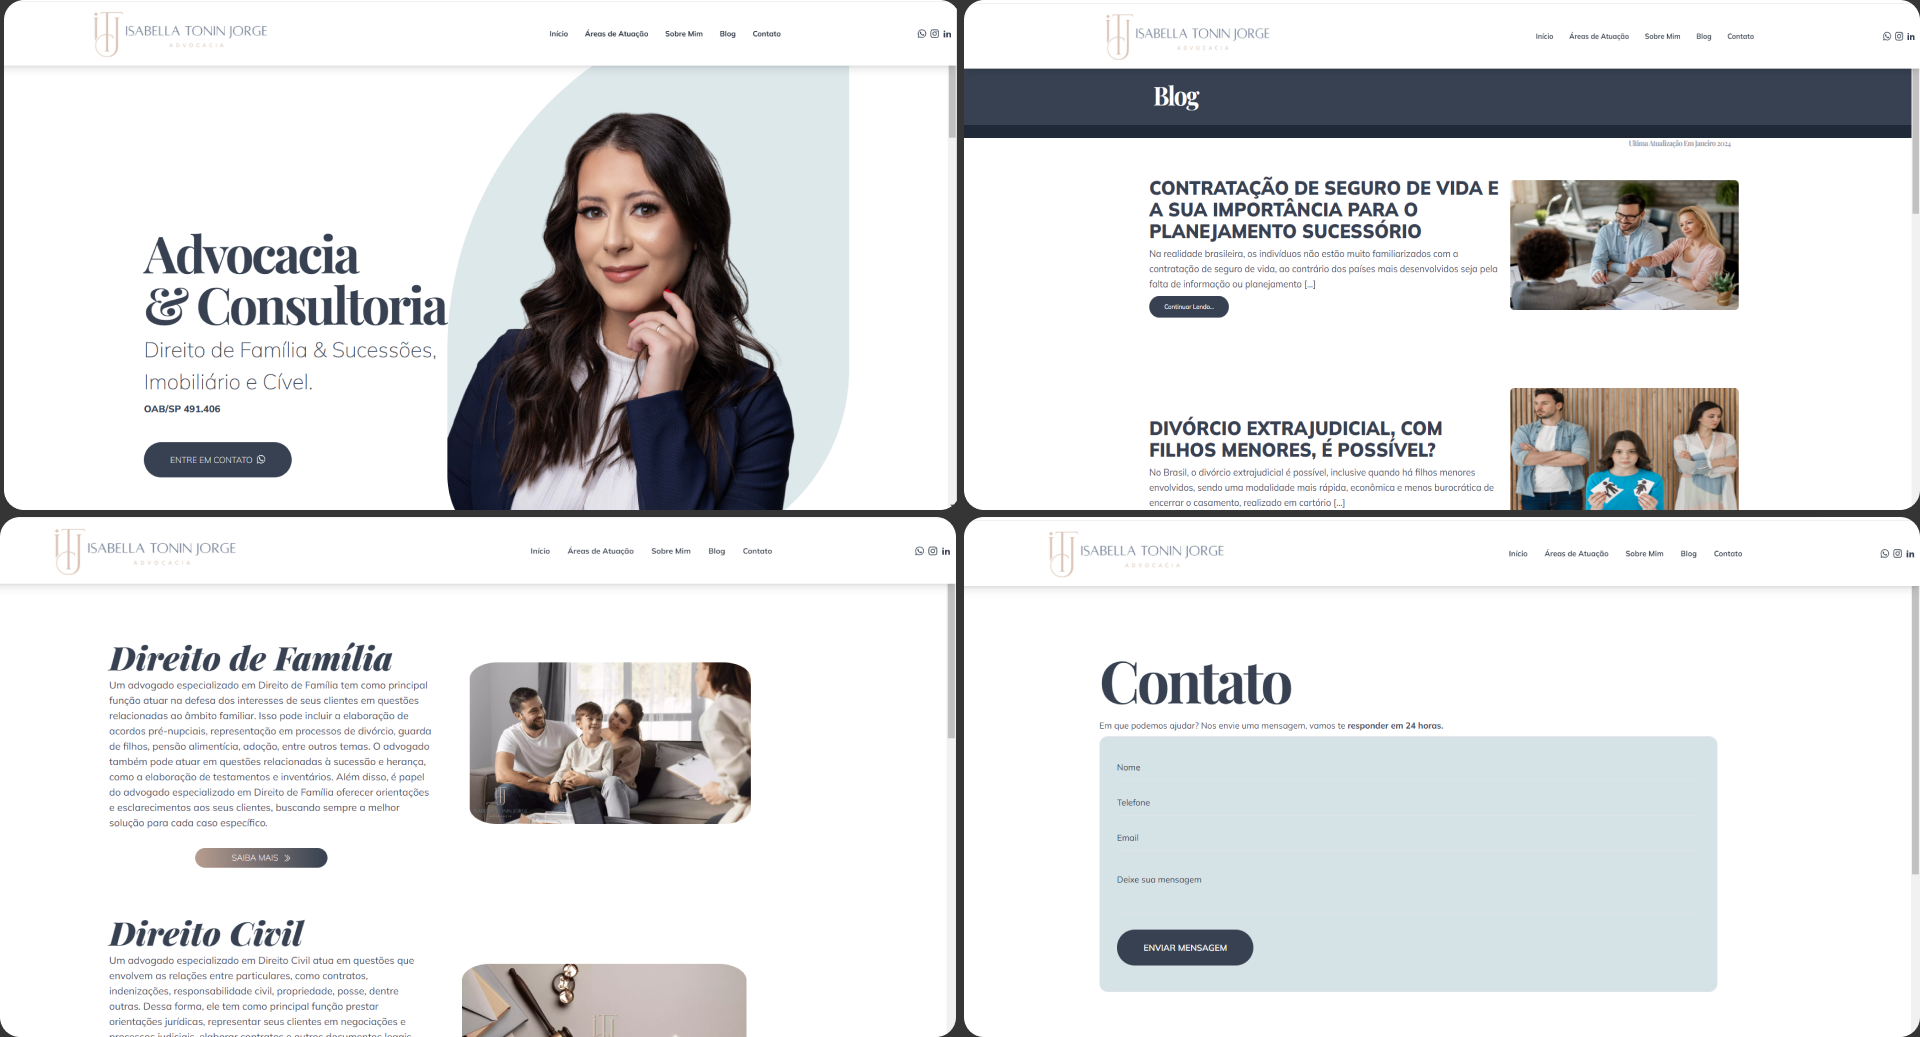 ISABELLA TONIN JORGE
ADVOCACIA
Início Áreas de Atuação Sobre Mim Blog Contato
Advocacia
& Consultoria
Direito de Família & Sucessões,
Imobiliário e Cível.
OAB/SP 491.406
ENTRE EM CONTATO
ISABELLA TONIN JORGE
ADVOCACIA
Início Áreas de Atuação Sobre Mim Blog Contato
Blog
Ultima Atualização Em Janeiro 2024
CONTRATAÇÃO DE SEGURO DE VIDA E
A SUA IMPORTÂNCIA PARA O
PLANEJAMENTO SUCESSÓRIO
Na realidade brasileira, os indivíduos não estão muito familiarizados com a
contratação de seguro de vida, ao contrário dos países mais desenvolvidos seja pela
falta de informação ou planejamento [...]
Continuar Lendo...
DIVÓRCIO EXTRAJUDICIAL, COM
FILHOS MENORES, É POSSÍVEL?
No Brasil, o divórcio extrajudicial é possível, inclusive quando há filhos menores
envolvidos, sendo uma modalidade mais rápida, econômica e menos burocrática de
encerrar o casamento, realizado em cartório [...]
ISABELLA TONIN JORGE
ADVOCACIA
Início Áreas de Atuação Sobre Mim Blog Contato
Direito de Família
Um advogado especializado em Direito de Família tem como principal
função atuar na defesa dos interesses de seus clientes em questões
relacionadas ao âmbito familiar. Isso pode incluir a elaboração de
acordos pré-nupciais, representação em processos de divórcio, guarda
de filhos, pensão alimentícia, adoção, entre outros temas. O advogado
também pode atuar em questões relacionadas à sucessão e herança,
como a elaboração de testamentos e inventários. Além disso, é papel
do advogado especializado em Direito de Família oferecer orientações
e esclarecimentos aos seus clientes, buscando sempre a melhor
solução para cada caso específico.
SAIBA MAIS
Direito Civil
Um advogado especializado em Direito Civil atua em questões que
envolvem as relações entre particulares, como contratos,
indenizações, responsabilidade civil, propriedade, posse, dentre
outras. Dessa forma, ele tem como principal função prestar
orientações jurídicas, representar seus clientes em negociações e
processos judiciais, elaborar contratos e outros documentos legais,
ISABELLA TONIN JORGE
ADVOCACIA
Início Áreas de Atuação Sobre Mim Blog Contato
Contato
Em que podemos ajudar? Nos envie uma mensagem, vamos te responder em 24 horas.
Nome
Telefone
Email
Deixe sua mensagem
ENVIAR MENSAGEM